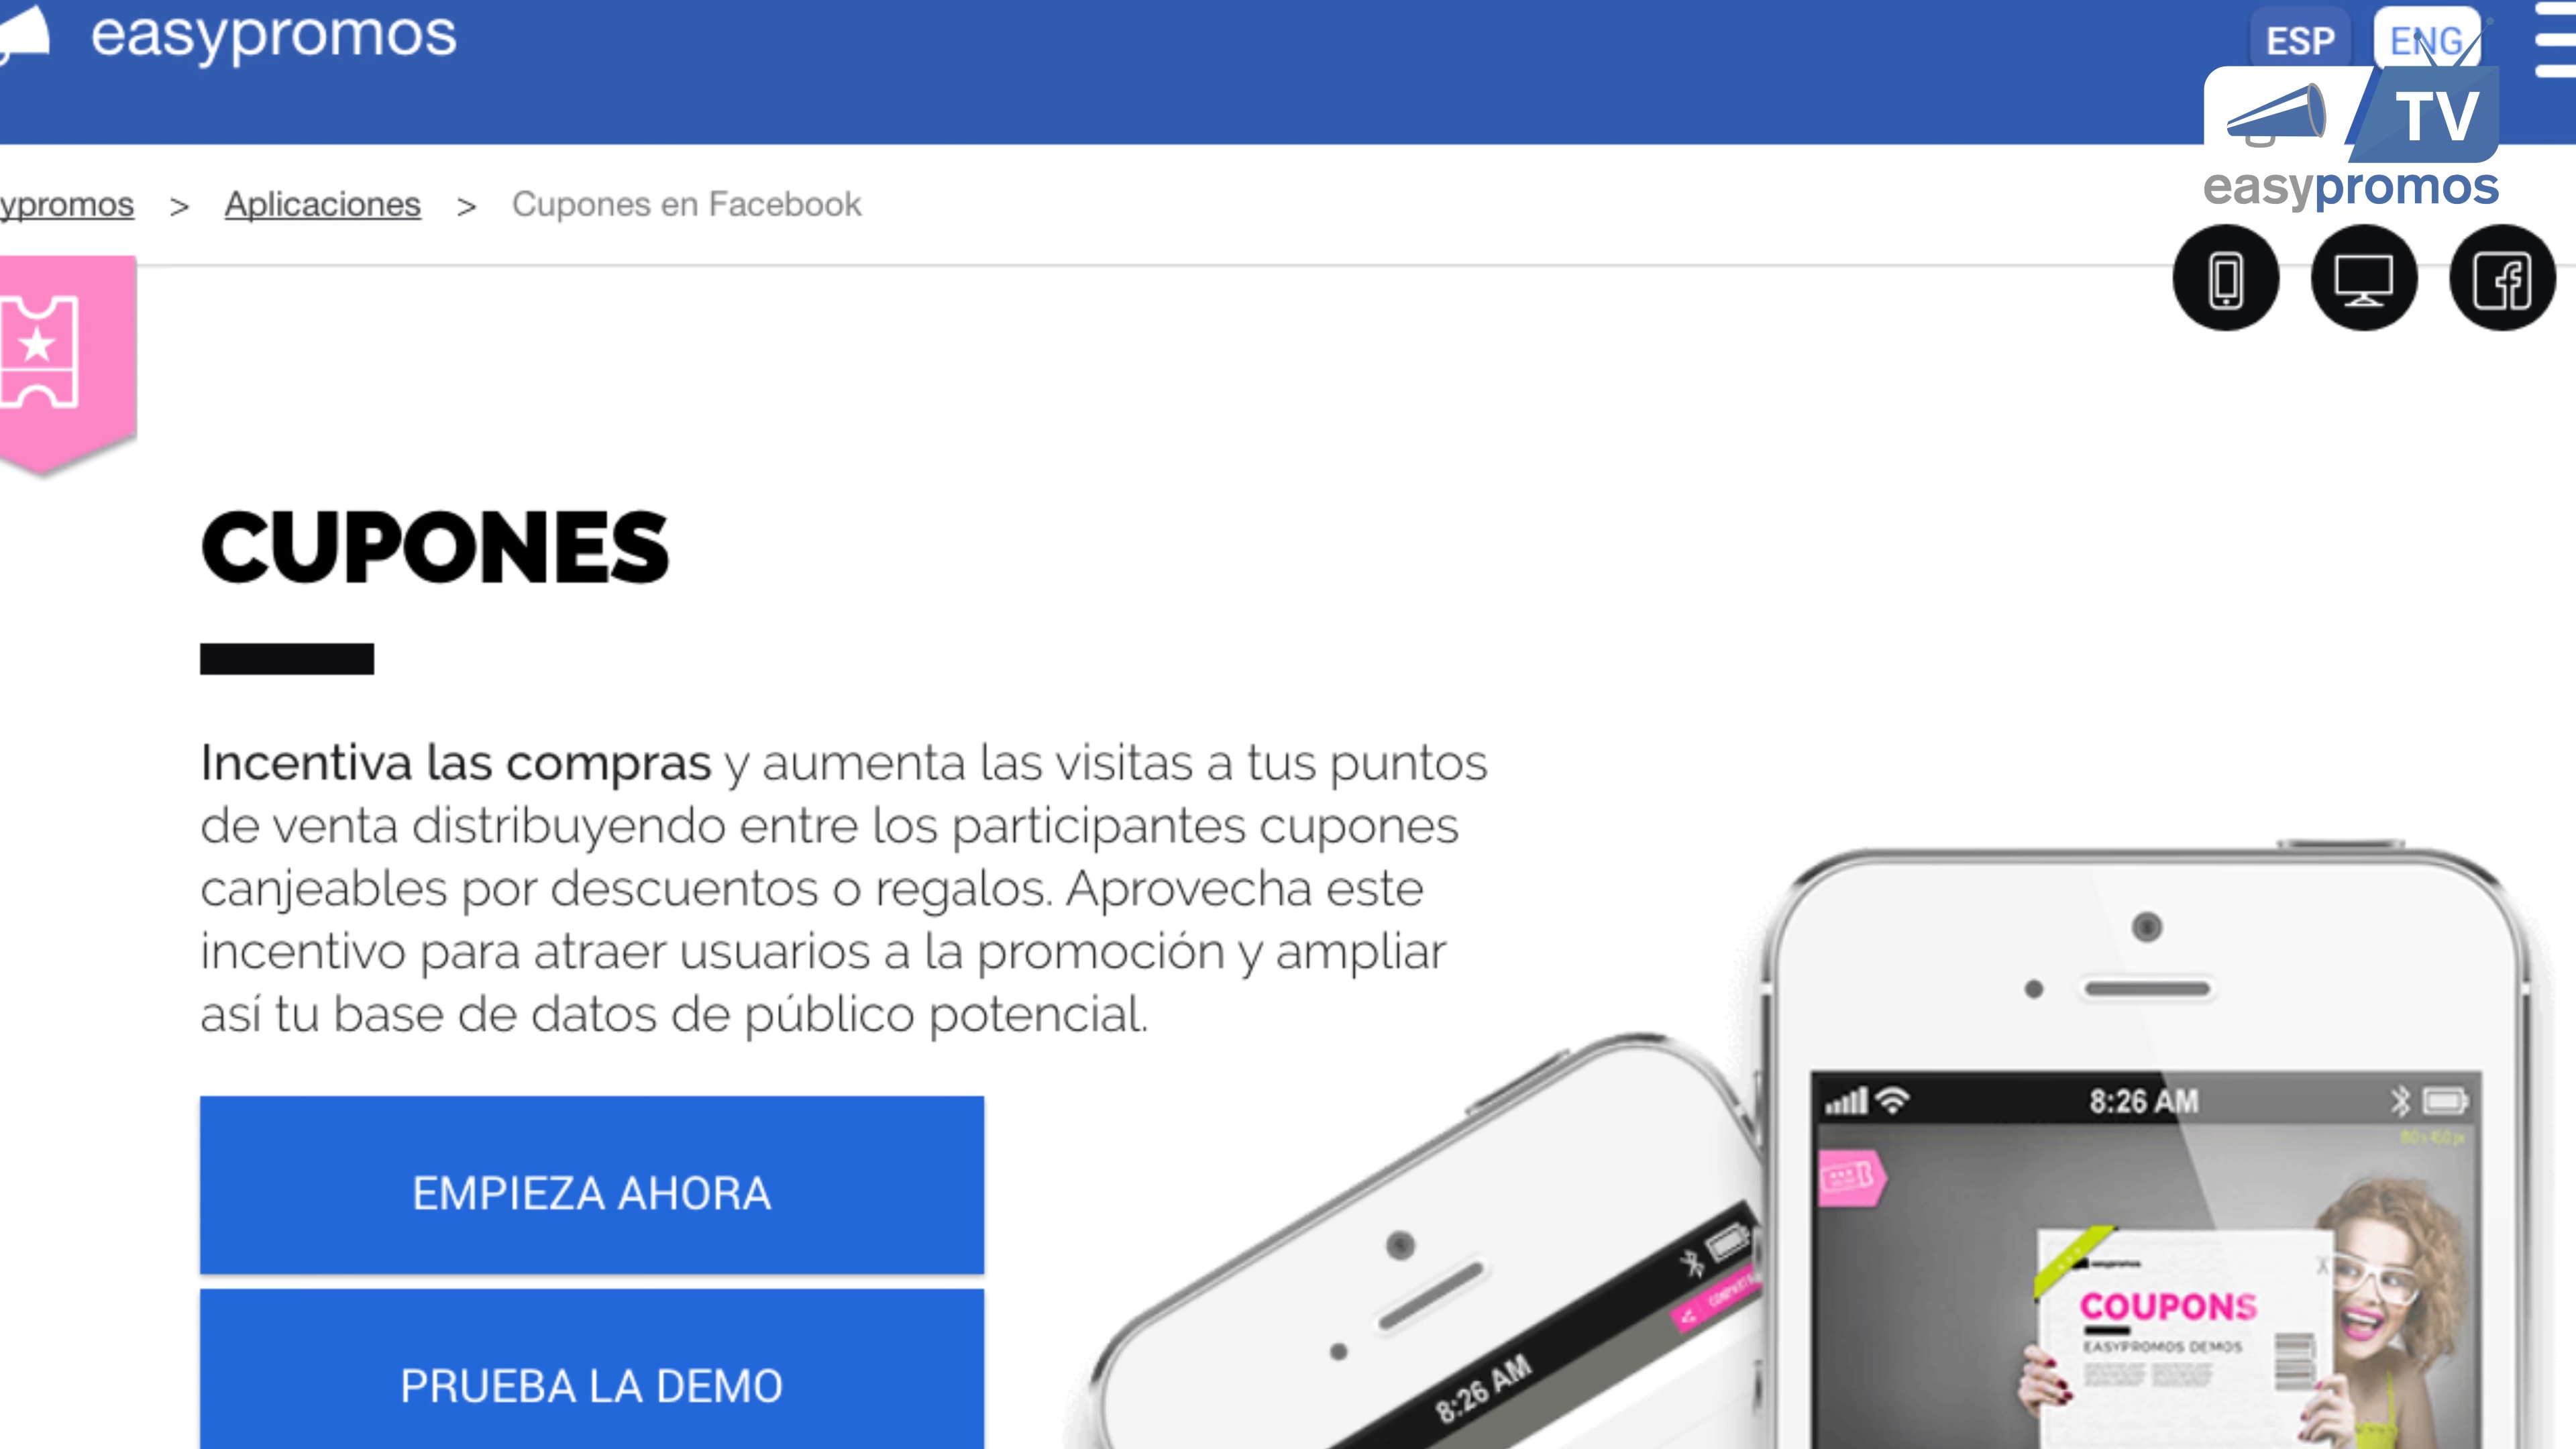 easypromos
ESP ENG
TV
easypromos
ypromos > Aplicaciones > Cupones en Facebook
CUPONES
Incentiva las compras y aumenta las visitas a tus puntos
de venta distribuyendo entre los participantes cupones
canjeables por descuentos o regalos. Aprovecha este
incentivo para atraer usuarios a la promoción y ampliar
así tu base de datos de público potencial.
EMPIEZA AHORA
PRUEBA LA DEMO
8:26 AM
8:26 AM
easypromos
COUPONS
EASYPROMOS DEMOS